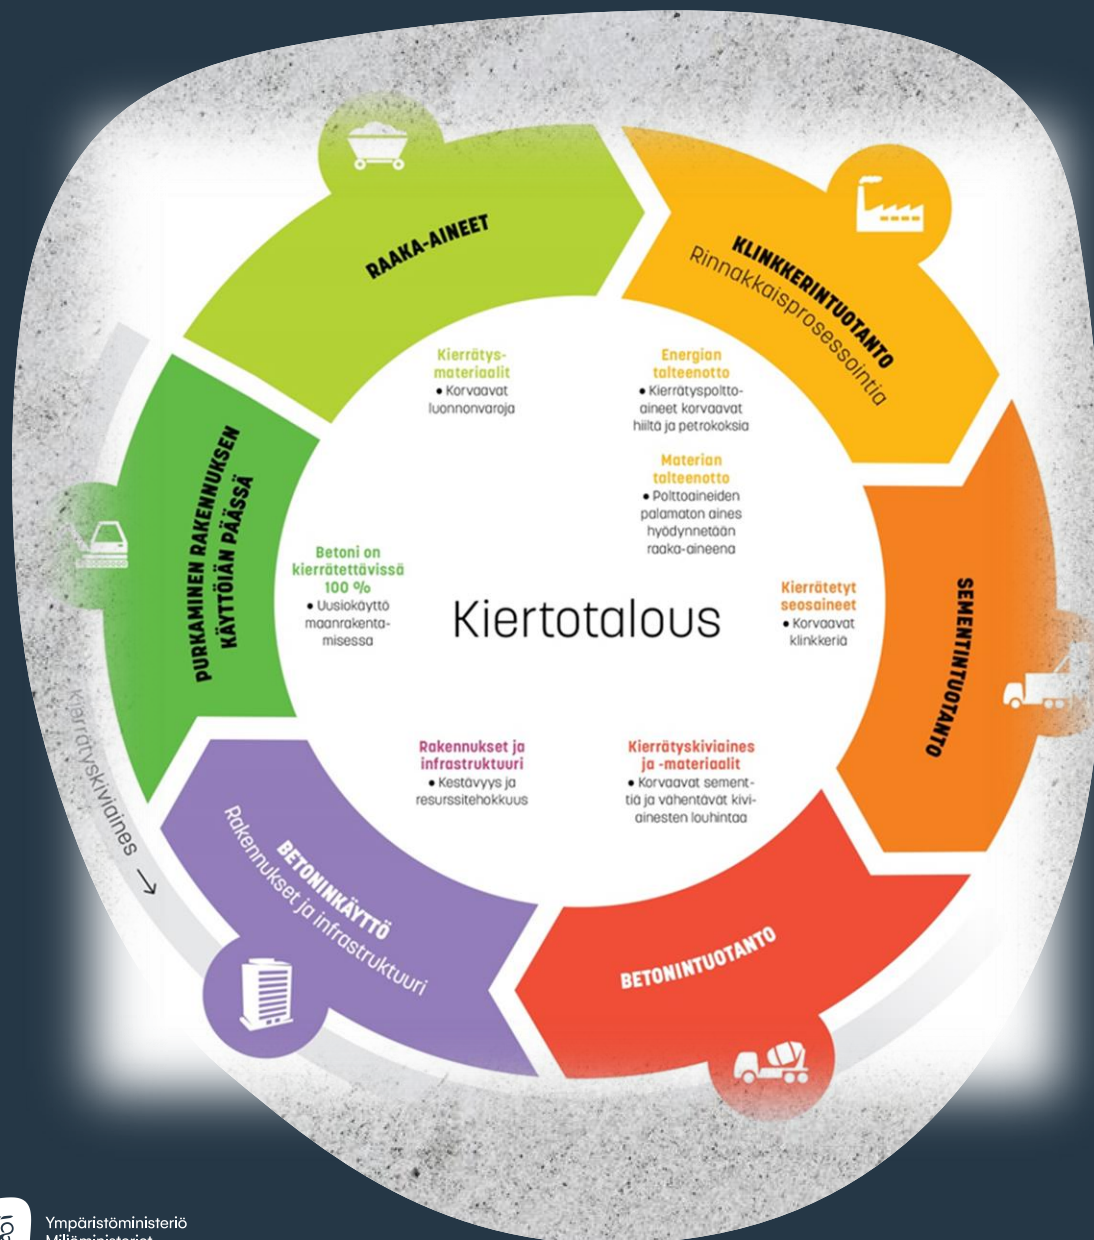 RAAKA-AINEET
KLINKKERINTUOTANTO
Rinnakkaisprosessointia
Kierrätys-
materiaalit
• Korvaavat
luonnonvaroja
Energian
talteenotto
• Kierrätyspoltto-
aineet korvaavat
hiiltä ja petrokoksia
Materian
talteenotto
• Polttoaineiden
palamaton aines
hyödynnetään
raaka-aineena
PURKAMINEN RAKENNUKSEN
KÄYTTÖIÄN PÄÄSSÄ
Betoni on
kierrätettävissä
100 %
• Uusiokäyttö
maanrakenta-
misessa
Kiertotalous
Kierrätetyt
seosaineet
• Korvaavat
klinkkeriä
SEMENTINTUOTANTO
Rakennukset ja
infrastruktuuri
• Kestävyys ja
resurssitehokkuus
Kierrätyskiviaines
ja -materiaalit
• Korvaavat sement-
tiä ja vähentävät kivi-
ainesten louhintaa
Kierrätyskiviaines →
BETONINKÄYTTÖ
Rakennukset ja infrastruktuuri
BETONINTUOTANTO
Ympäristöministeriö
Miljöministeriet